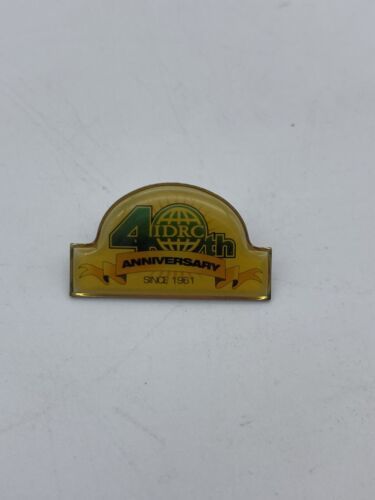 40th
IDRC
ANNIVERSARY
SINCE 1961